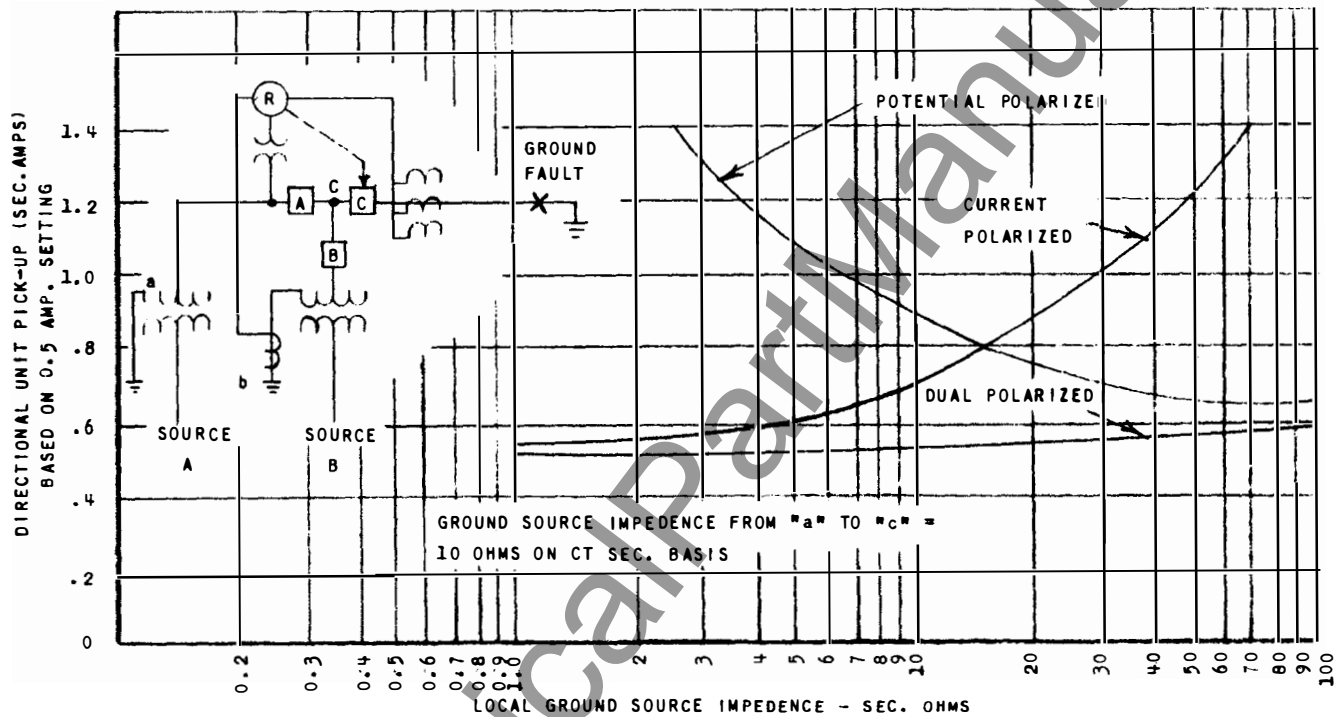 DIRECTIONAL UNIT PICK-UP (SEC. AMPS)
BASED ON 0.5 AMP. SETTING
1.4
1.2
1.0
.8
.6
.4
.2
0
R
A
C
C
B
a
b
SOURCE
A
SOURCE
B
GROUND
FAULT
POTENTIAL POLARIZED
CURRENT
POLARIZED
DUAL POLARIZED
GROUND SOURCE IMPEDENCE FROM "a" TO "c" =
10 OHMS ON CT SEC. BASIS
0.2 0.3 0.4 0.5 0.6 0.7 0.8 0.9 1.0 2 3 4 5 6 7 8 9 10 20 30 40 50 60 70 80 90 100
LOCAL GROUND SOURCE IMPEDENCE - SEC. OHMS
icalPartManu